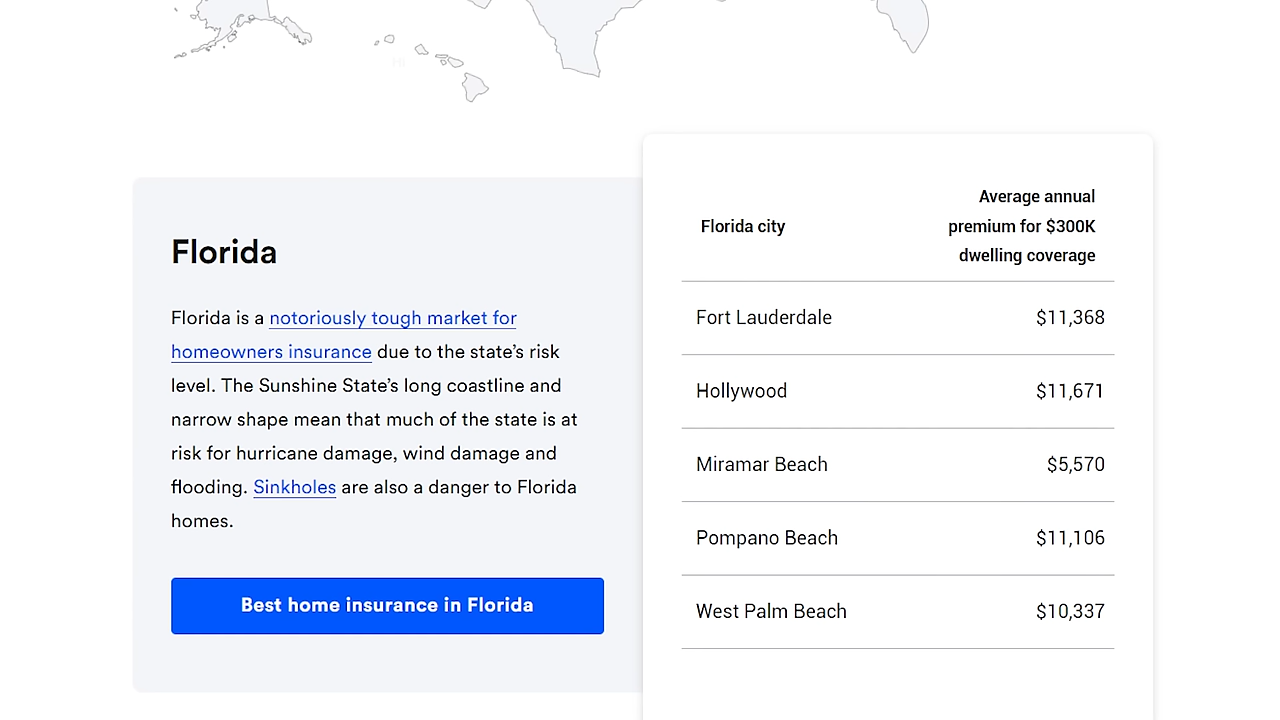 HI
Florida
Florida is a notoriously tough market for
homeowners insurance due to the state’s risk
level. The Sunshine State’s long coastline and
narrow shape mean that much of the state is at
risk for hurricane damage, wind damage and
flooding. Sinkholes are also a danger to Florida
homes.
Best home insurance in Florida
Florida city
Average annual
premium for $300K
dwelling coverage
Fort Lauderdale $11,368
Hollywood $11,671
Miramar Beach $5,570
Pompano Beach $11,106
West Palm Beach $10,337